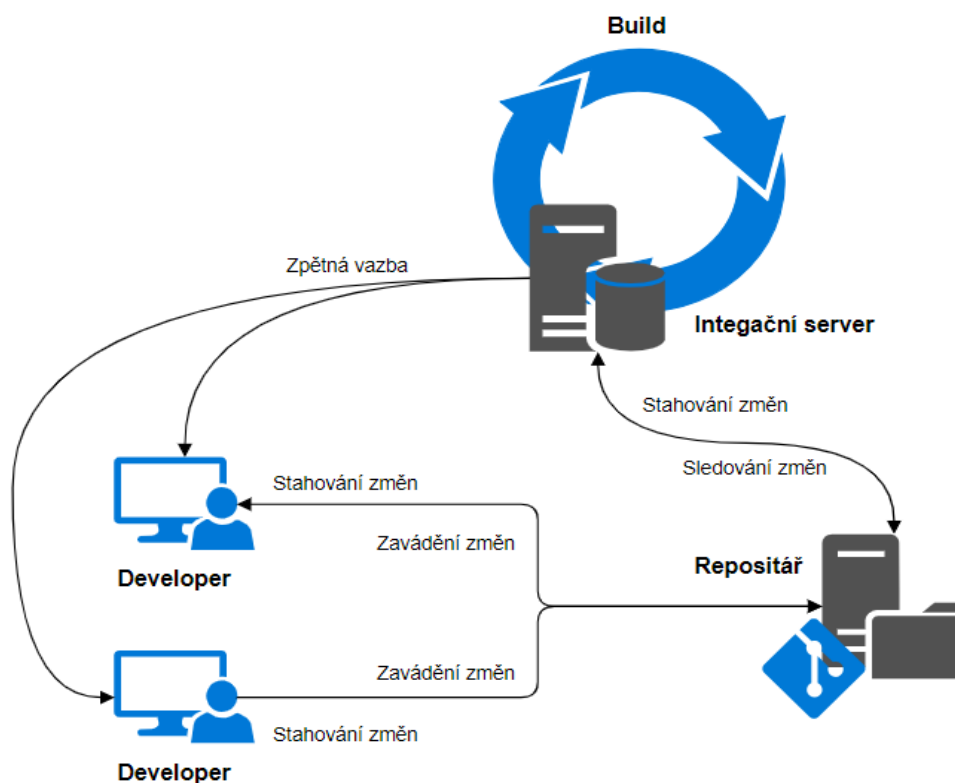 Build
Zpětná vazba
Integační server
Stahování změn
Sledování změn
Stahování změn
Zavádění změn
Developer
Repositář
Zavádění změn
Stahování změn
Developer